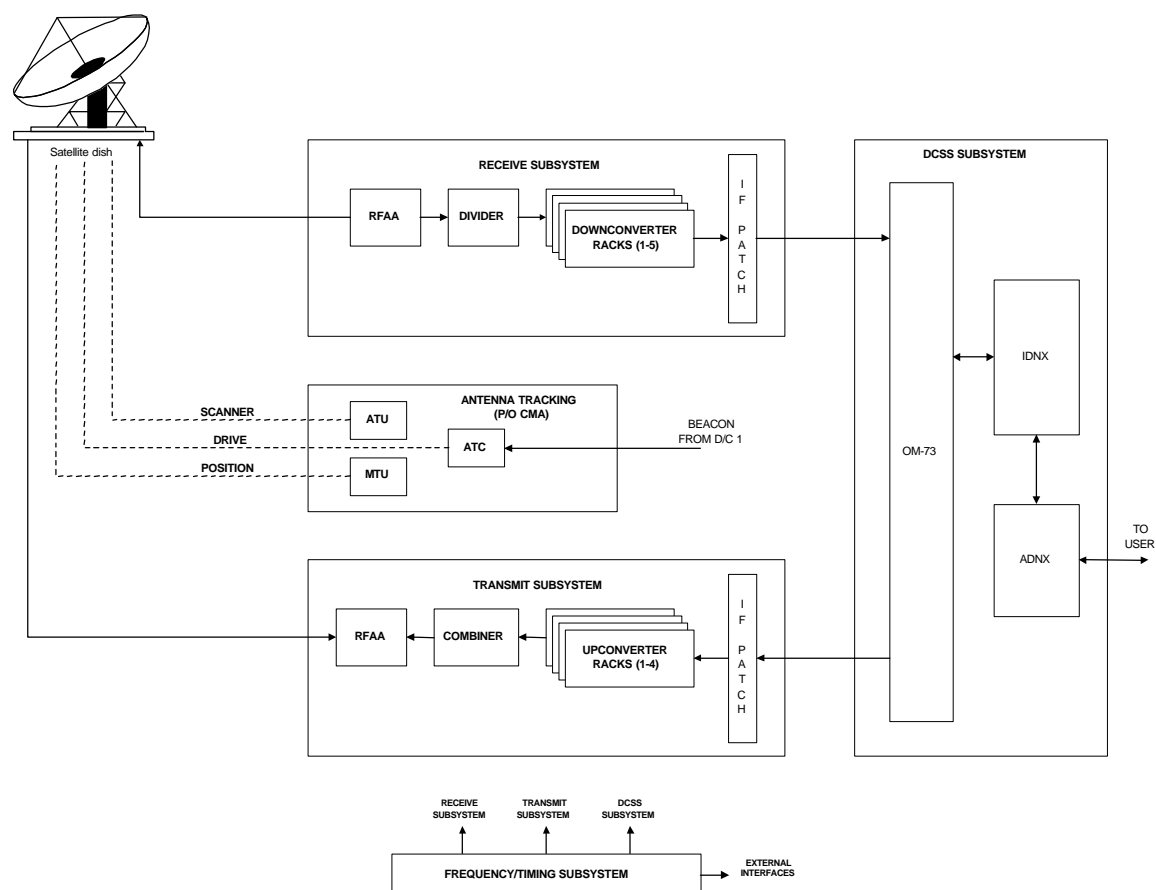 Satellite dish
RECEIVE SUBSYSTEM
RFAA
DIVIDER
DOWNCONVERTER
RACKS (1-5)
I
F
P
A
T
C
H
DCSS SUBSYSTEM
OM-73
IDNX
ADNX
TO
USER
SCANNER
DRIVE
POSITION
ANTENNA TRACKING
(P/O CMA)
ATU
ATC
MTU
BEACON
FROM D/C 1
TRANSMIT SUBSYSTEM
RFAA
COMBINER
UPCONVERTER
RACKS (1-4)
I
F
P
A
T
C
H
RECEIVE
SUBSYSTEM
TRANSMIT
SUBSYSTEM
DCSS
SUBSYSTEM
FREQUENCY/TIMING SUBSYSTEM
EXTERNAL
INTERFACES